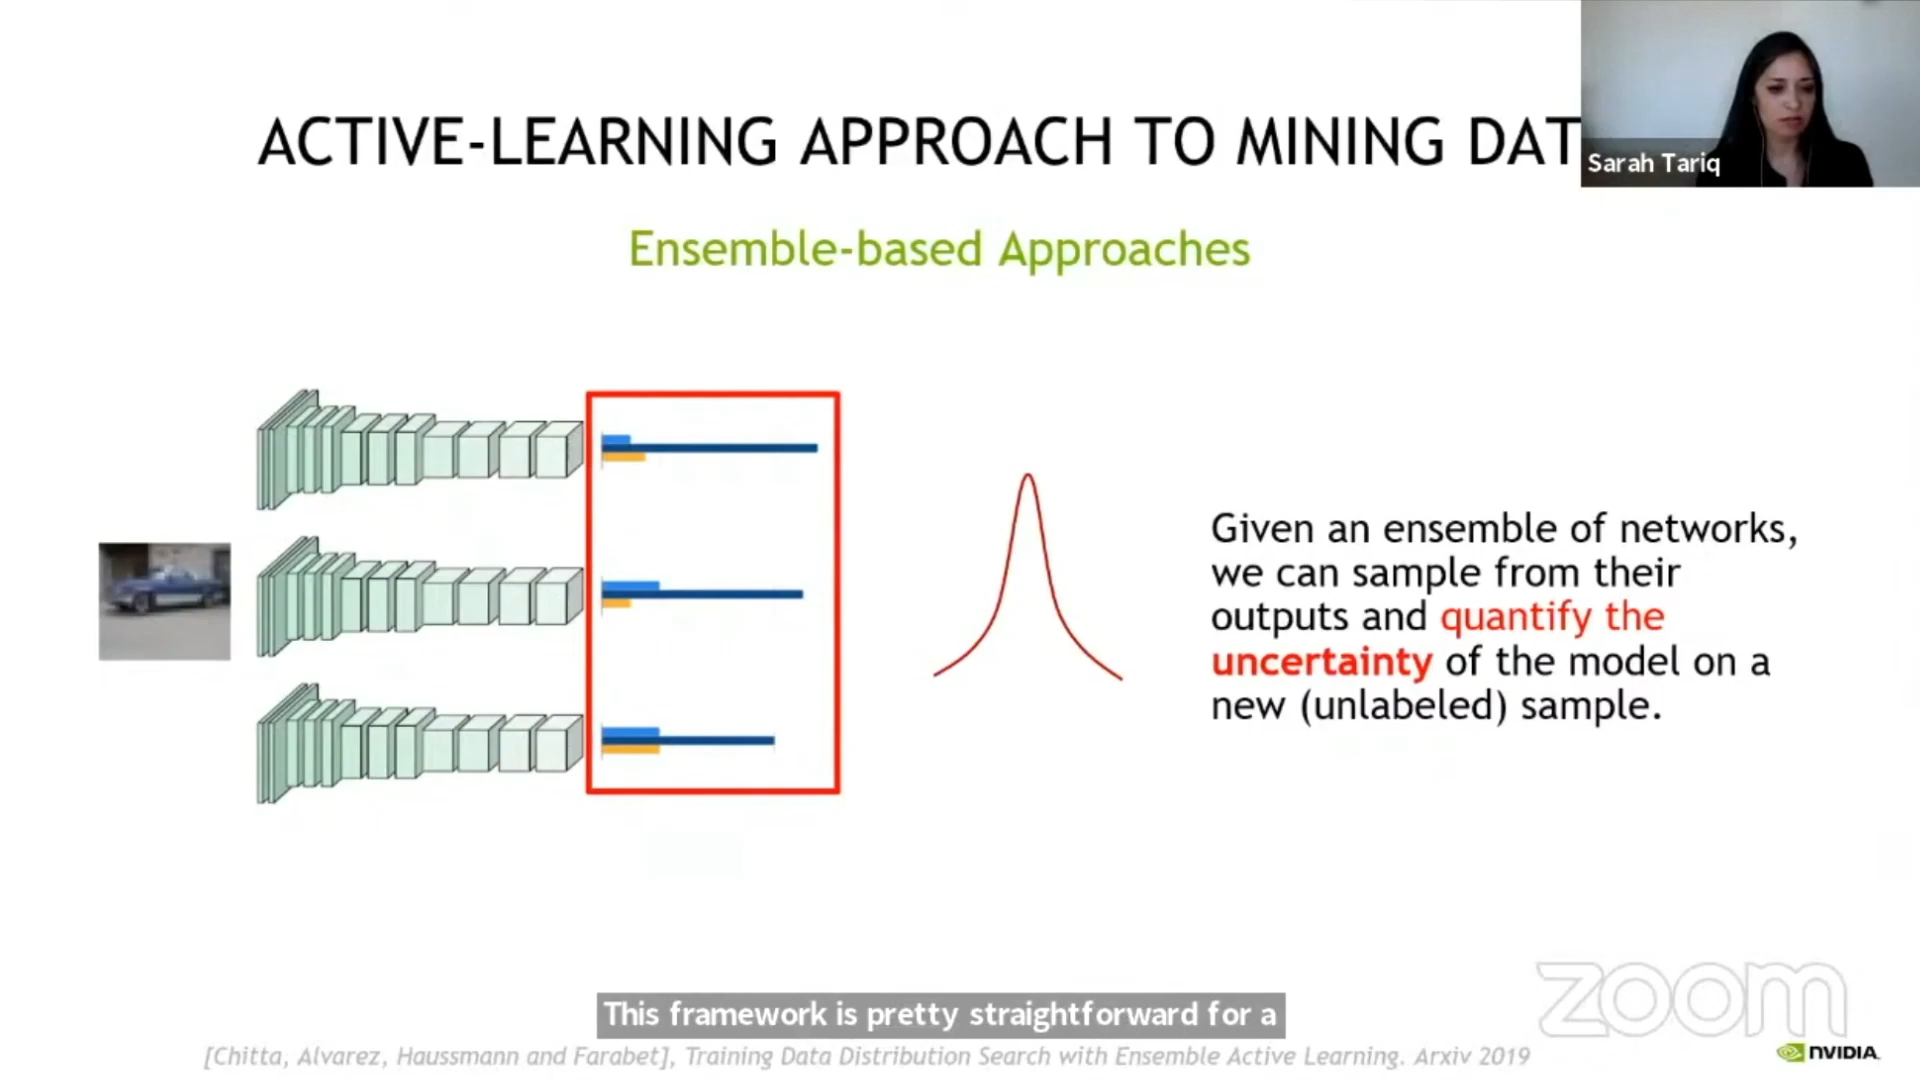 ACTIVE-LEARNING APPROACH TO MINING DAT
Sarah Tariq
Ensemble-based Approaches
Given an ensemble of networks,
we can sample from their
outputs and quantify the
uncertainty of the model on a
new (unlabeled) sample.
zoom
This framework is pretty straightforward for a
[Chitta, Alvarez, Haussmann and Farabet], Training Data Distribution Search with Ensemble Active Learning. Arxiv 2019
NVIDIA.